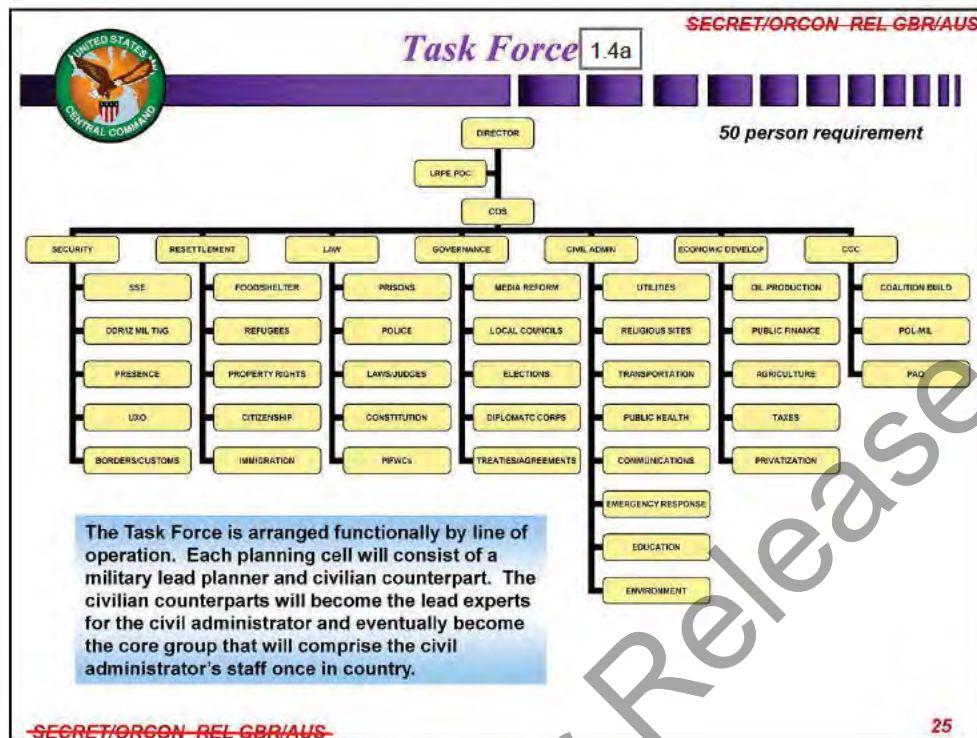 SECRET/ORCON REL GBR/AUS
Task Force 1.4a
UNITED STATES
CENTRAL COMMAND
50 person requirement
DIRECTOR
LRPE POC
COS
SECURITY RESETTLEMENT LAW GOVERNANCE CIVIL ADMIN ECONOMIC DEVELOP CGC
SSE FOOD/SHELTER PRISONS MEDIA REFORM UTILITIES OIL PRODUCTION COALITION BUILD
DDR/IZ MIL TNG REFUGEES POLICE LOCAL COUNCILS RELIGIOUS SITES PUBLIC FINANCE POL-MIL
PRESENCE PROPERTY RIGHTS LAWS/JUDGES ELECTIONS TRANSPORTATION AGRICULTURE PAO
UXO CITIZENSHIP CONSTITUTION DIPLOMATC CORPS PUBLIC HEALTH TAXES
BORDERS/CUSTOMS IMMIGRATION PIFWCs TREATIES/AGREEMENTS COMMUNICATIONS PRIVATIZATION
EMERGENCY RESPONSE
EDUCATION
ENVIRONMENT
The Task Force is arranged functionally by line of
operation. Each planning cell will consist of a
military lead planner and civilian counterpart. The
civilian counterparts will become the lead experts
for the civil administrator and eventually become
the core group that will comprise the civil
administrator's staff once in country.
Release
SECRET/ORCON REL GBR/AUS
25